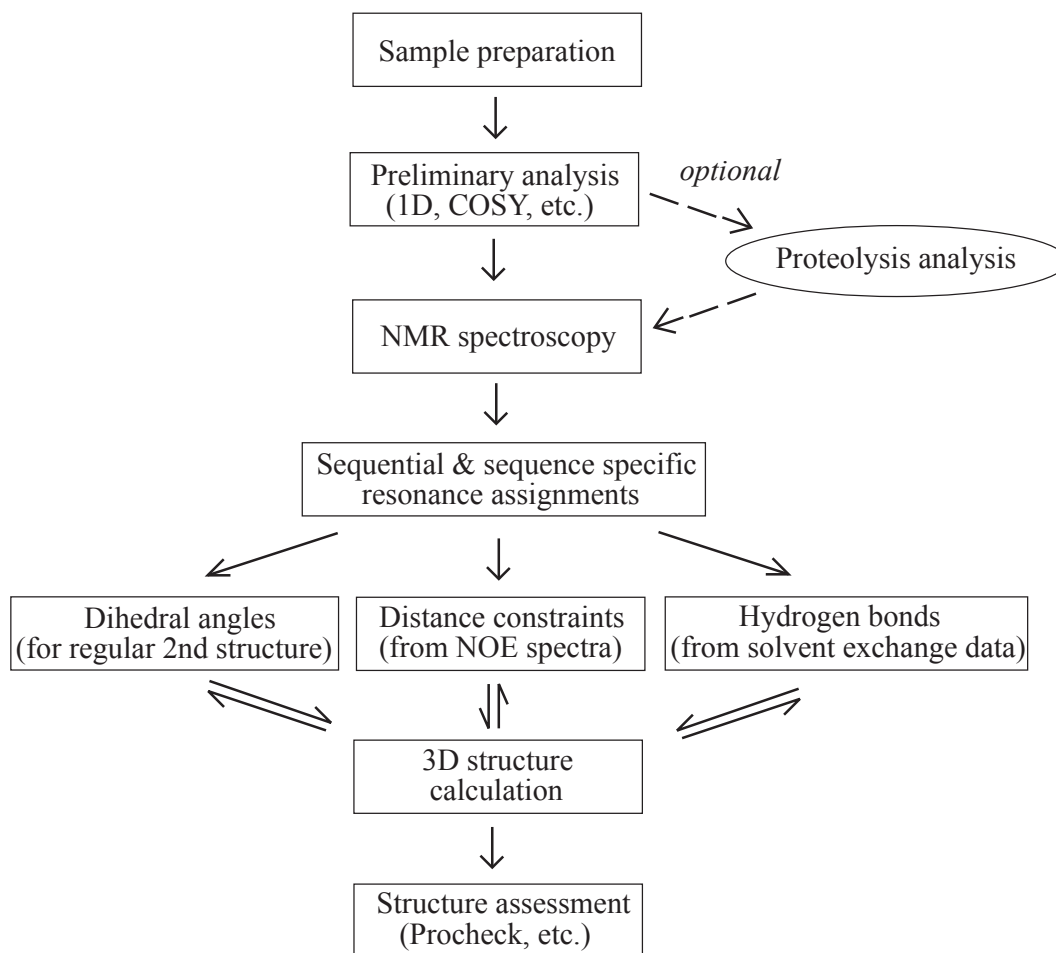 Sample preparation
Preliminary analysis
(1D, COSY, etc.)
optional
Proteolysis analysis
NMR spectroscopy
Sequential & sequence specific
resonance assignments
Dihedral angles
(for regular 2nd structure)
Distance constraints
(from NOE spectra)
Hydrogen bonds
(from solvent exchange data)
3D structure
calculation
Structure assessment
(Procheck, etc.)